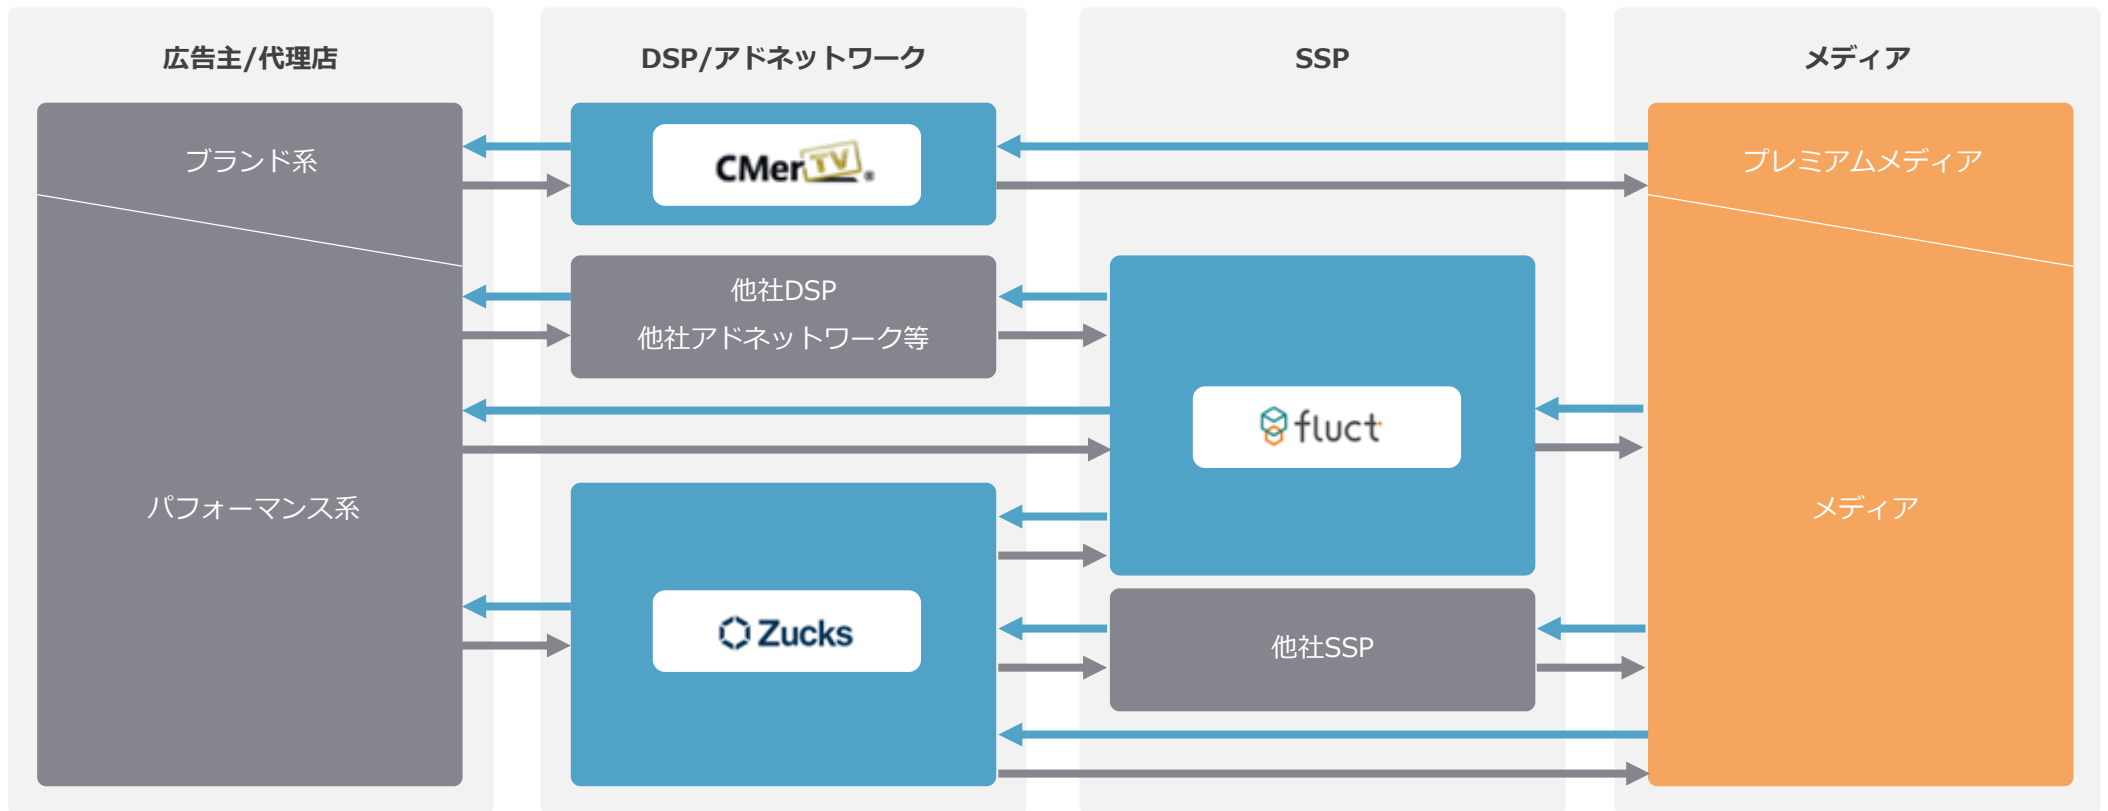 広告主/代理店
DSP/アドネットワーク
SSP
メディア
ブランド系
CMerTV®
プレミアムメディア
他社DSP
他社アドネットワーク等
fluct
パフォーマンス系
メディア
Zucks
他社SSP